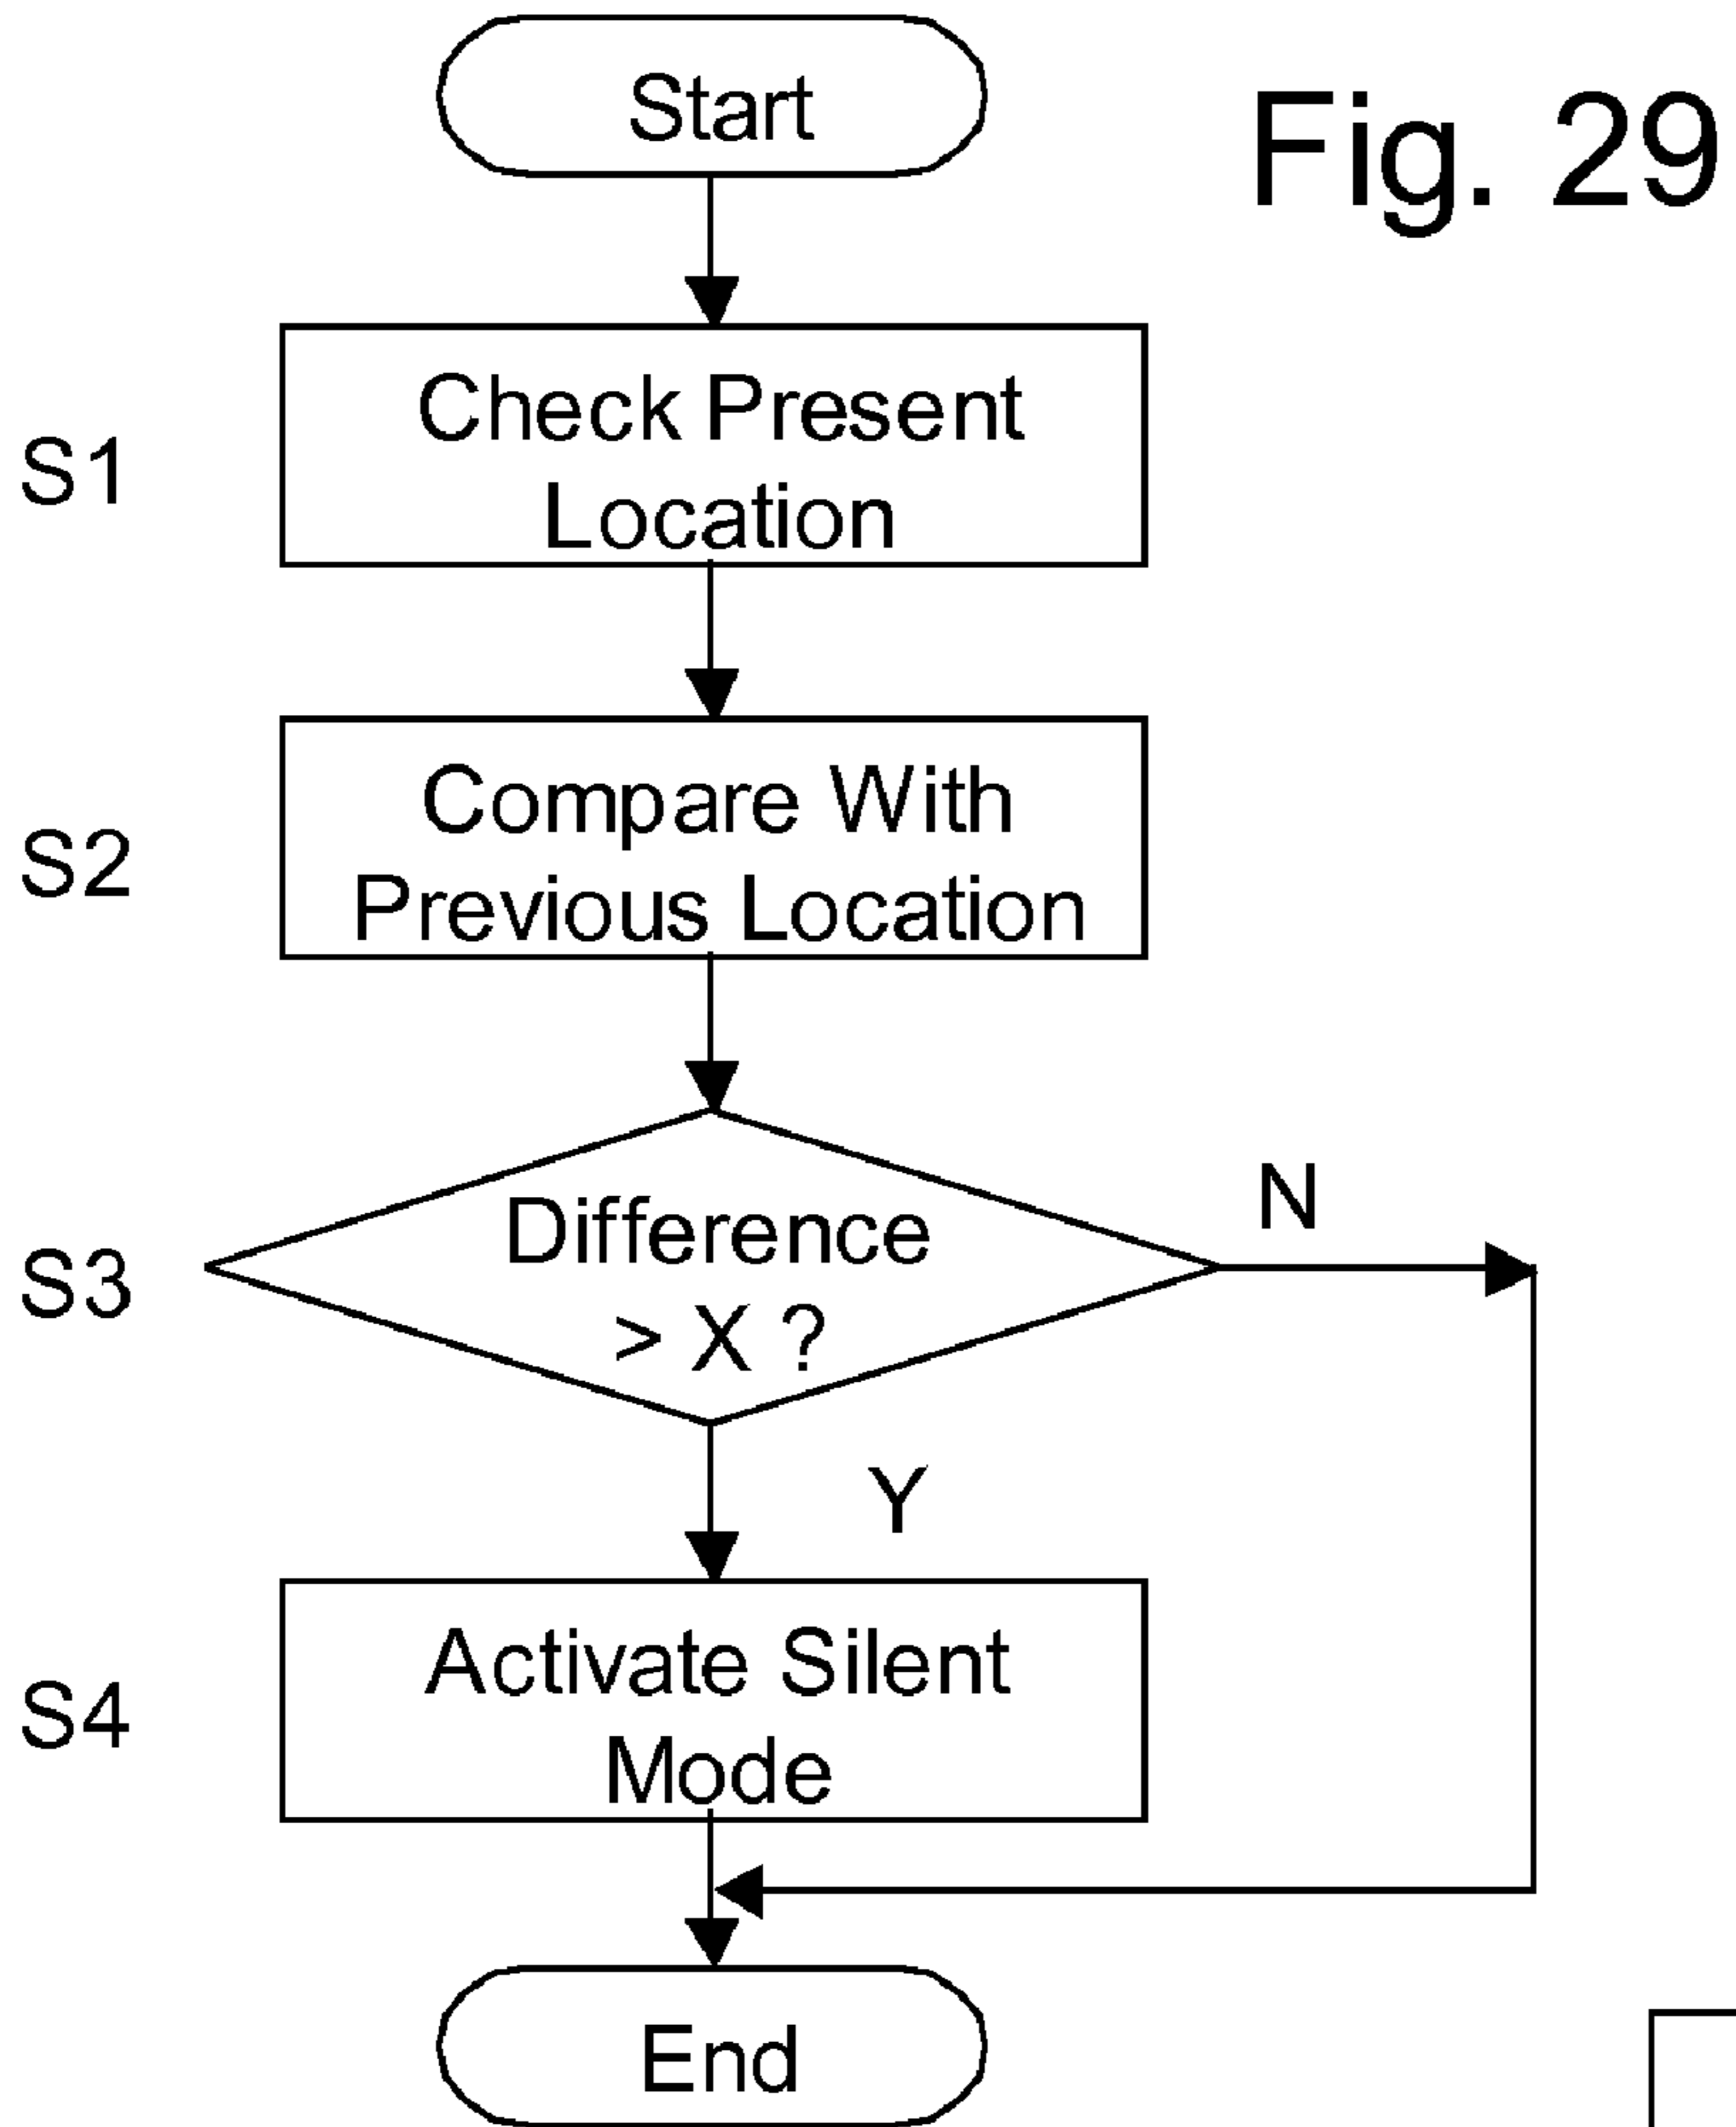 Start
Fig. 29
S1
Check Present
Location
S2
Compare With
Previous Location
S3
Difference
> X ?
N
Y
S4
Activate Silent
Mode
End